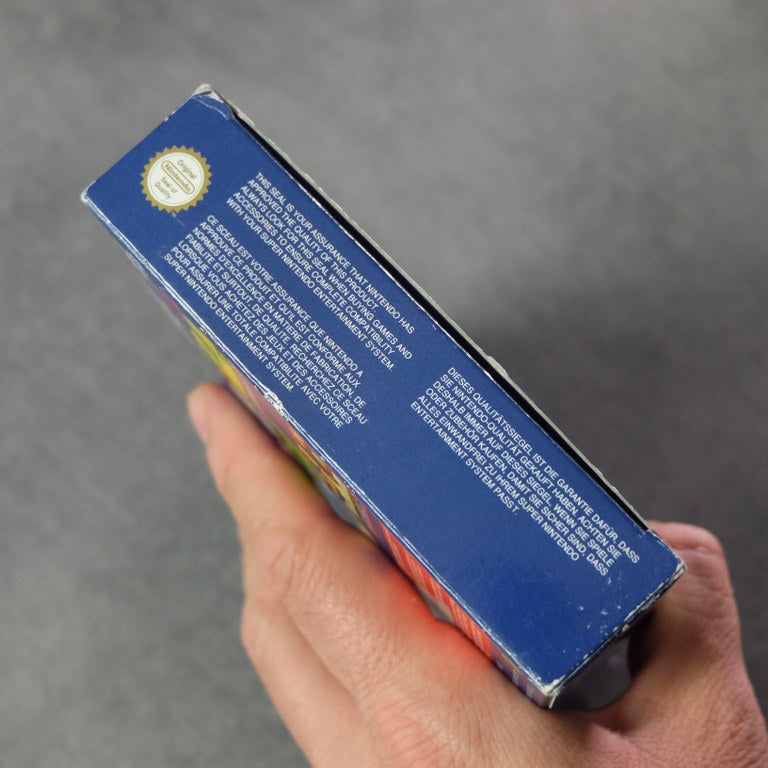 Original
Nintendo
Seal of
Quality
THIS SEAL IS YOUR ASSURANCE THAT NINTENDO HAS
APPROVED THE QUALITY OF THIS PRODUCT.
ALWAYS LOOK FOR THIS SEAL WHEN BUYING GAMES AND
ACCESSORIES TO ENSURE COMPLETE COMPATIBILITY
WITH YOUR SUPER NINTENDO ENTERTAINMENT SYSTEM.
CE SCEAU EST VOTRE ASSURANCE QUE NINTENDO A
APPROUVE CE PRODUIT ET QU'IL EST CONFORME AUX
NORMES D'EXCELLENCE EN MATIERE DE FABRICATION, DE
FIABILITE ET SURTOUT, DE QUALITE. RECHERCHEZ CE SCEAU
LORSQUE VOUS ACHETEZ DES JEUX ET DES ACCESSOIRES
POUR ASSURER UNE TOTALE COMPATIBILITE AVEC VOTRE
SUPER NINTENDO ENTERTAINMENT SYSTEM.
DIESES QUALITÄTSSIEGEL IST DIE GARANTIE DAFÜR, DASS
SIE NINTENDO-QUALITÄT GEKAUFT HABEN. ACHTEN SIE
DESHALB IMMER AUF DIESES SIEGEL, WENN SIE SPIELE
ODER ZUBEHÖR KAUFEN, DAMIT SIE SICHER SIND, DASS
ALLES EINWANDFREI ZU IHREM SUPER NINTENDO
ENTERTAINMENT SYSTEM PASST.